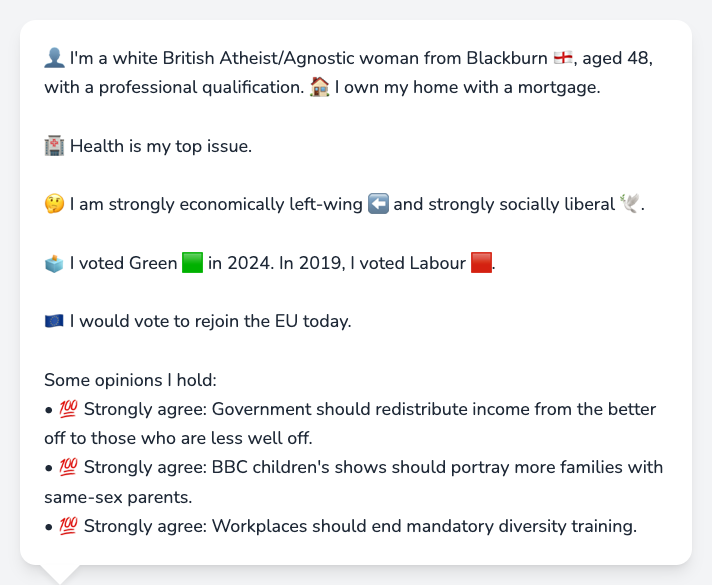 👤 I'm a white British Atheist/Agnostic woman from Blackburn 🏴󠁧󠁢󠁥󠁮󠁧󠁿, aged 48,
with a professional qualification. 🏠 I own my home with a mortgage.
🏥 Health is my top issue.
🤔 I am strongly economically left-wing ⬅️ and strongly socially liberal 🕊️.
🗳️ I voted Green 🟩 in 2024. In 2019, I voted Labour 🟥.
🇪🇺 I would vote to rejoin the EU today.
Some opinions I hold:
• 💯 Strongly agree: Government should redistribute income from the better
off to those who are less well off.
• 💯 Strongly agree: BBC children's shows should portray more families with
same-sex parents.
• 💯 Strongly agree: Workplaces should end mandatory diversity training.